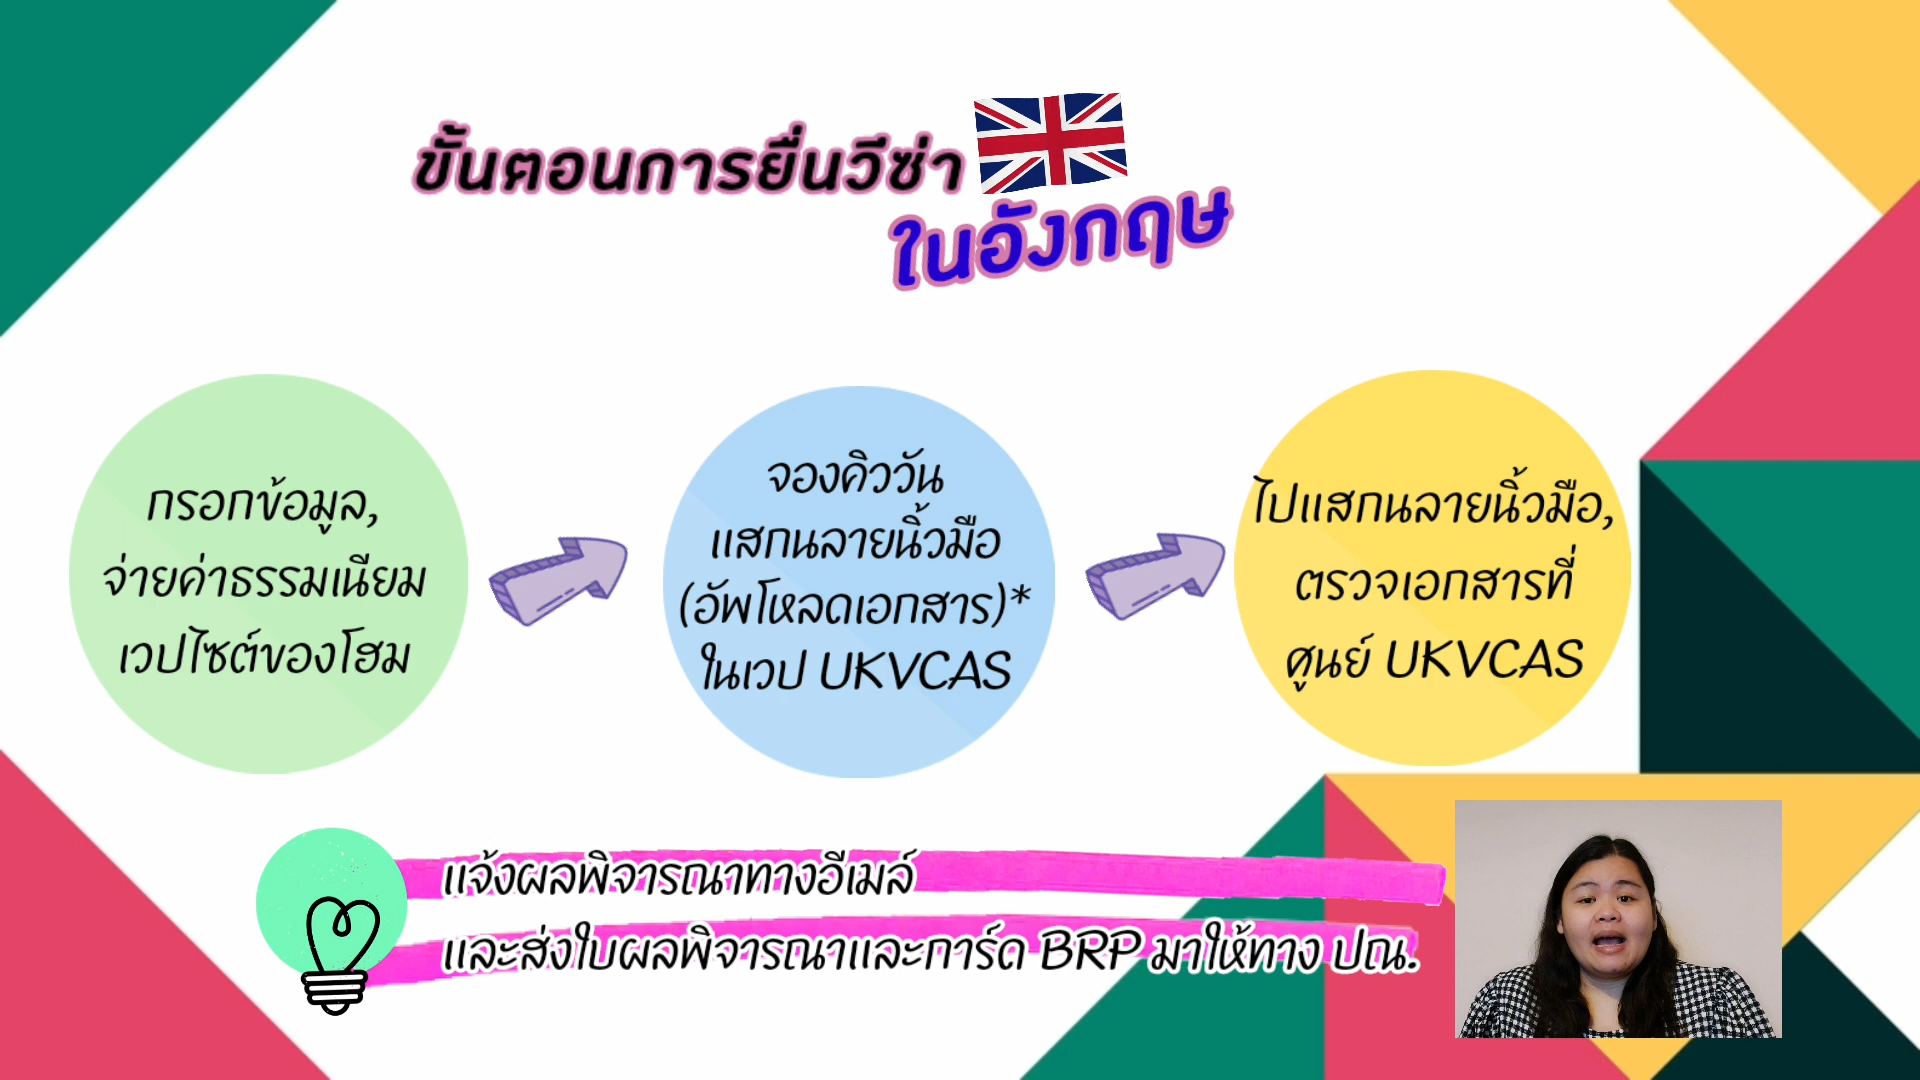 ขั้นตอนการยื่นวีซ่า
ในอังกฤษ
กรอกข้อมูล,
จ่ายค่าธรรมเนียม
เวปไซต์ของโฮม
จองคิววัน
แสกนลายนิ้วมือ
(อัพโหลดเอกสาร)*
ในเวป UKVCAS
ไปแสกนลายนิ้วมือ,
ตรวจเอกสารที่
ศูนย์ UKVCAS
แจ้งผลพิจารณาทางอีเมล์
และส่งใบผลพิจารณาและการ์ด BRP มาให้ทาง ปณ.